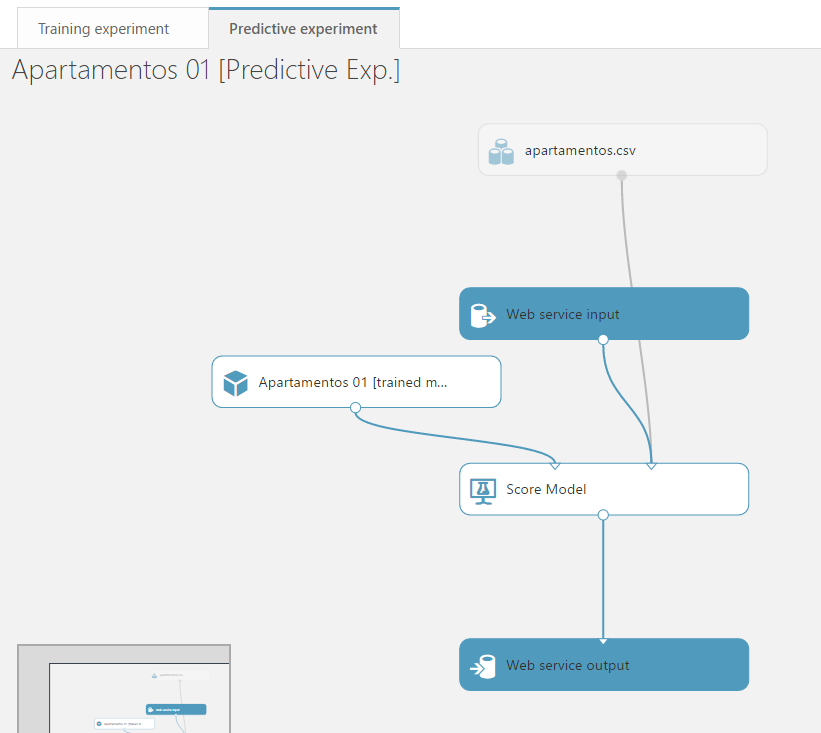 Training experiment
Predictive experiment
Apartamentos 01 [Predictive Exp.]
apartamentos.csv
Web service input
Apartamentos 01 [trained m...
Score Model
Web service output